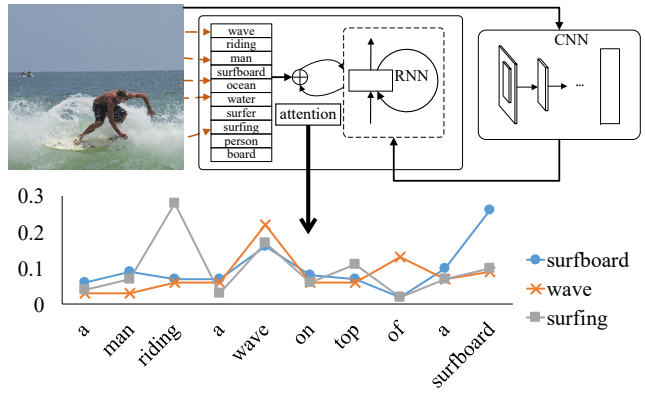 wave
riding
man
surfboard
ocean
water
surfer
surfing
person
board
attention
RNN
CNN
...
0.3
0.2
0.1
0
a
man
riding
a
wave
on
top
of
a
surfboard
surfboard
wave
surfing